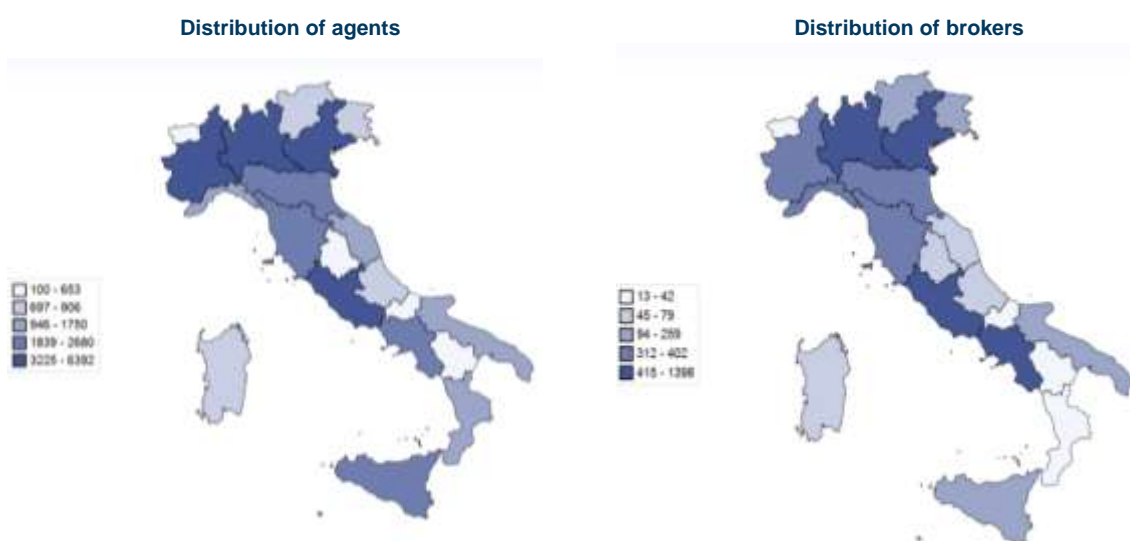 Distribution of agents
Distribution of brokers
100 - 653
697 - 906
946 - 1750
1839 - 2680
3225 - 6392
13 - 42
45 - 79
94 - 259
312 - 402
415 - 1396